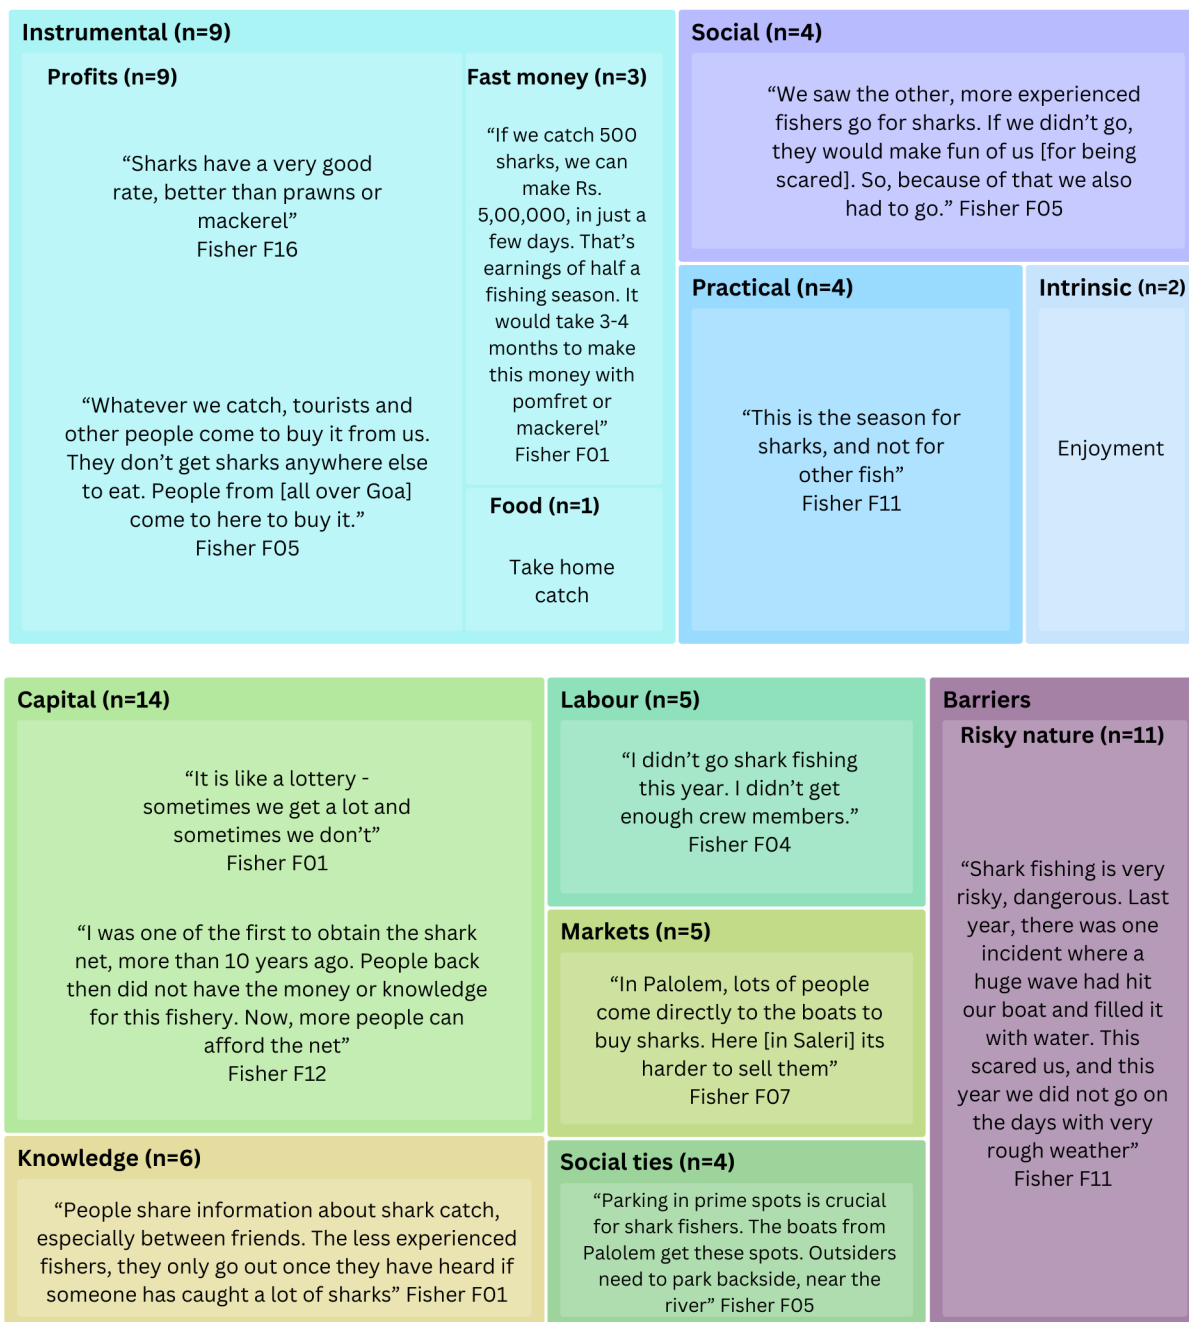 Instrumental (n=9)
Profits (n=9)
“Sharks have a very good
rate, better than prawns or
mackerel”
Fisher F16
“Whatever we catch, tourists and
other people come to buy it from us.
They don’t get sharks anywhere else
to eat. People from [all over Goa]
come to here to buy it.”
Fisher F05
Fast money (n=3)
“If we catch 500
sharks, we can
make Rs.
5,00,000, in just a
few days. That’s
earnings of half a
fishing season. It
would take 3-4
months to make
this money with
pomfret or
mackerel”
Fisher F01
Food (n=1)
Take home
catch
Social (n=4)
“We saw the other, more experienced
fishers go for sharks. If we didn’t go,
they would make fun of us [for being
scared]. So, because of that we also
had to go.” Fisher F05
Practical (n=4)
“This is the season for
sharks, and not for
other fish”
Fisher F11
Intrinsic (n=2)
Enjoyment
Capital (n=14)
“It is like a lottery -
sometimes we get a lot and
sometimes we don’t”
Fisher F01
“I was one of the first to obtain the shark
net, more than 10 years ago. People back
then did not have the money or knowledge
for this fishery. Now, more people can
afford the net”
Fisher F12
Knowledge (n=6)
“People share information about shark catch,
especially between friends. The less experienced
fishers, they only go out once they have heard if
someone has caught a lot of sharks” Fisher F01
Labour (n=5)
“I didn’t go shark fishing
this year. I didn’t get
enough crew members.”
Fisher F04
Markets (n=5)
“In Palolem, lots of people
come directly to the boats to
buy sharks. Here [in Saleri] its
harder to sell them”
Fisher F07
Social ties (n=4)
“Parking in prime spots is crucial
for shark fishers. The boats from
Palolem get these spots. Outsiders
need to park backside, near the
river” Fisher F05
Barriers
Risky nature (n=11)
“Shark fishing is very
risky, dangerous. Last
year, there was one
incident where a
huge wave had hit
our boat and filled it
with water. This
scared us, and this
year we did not go on
the days with very
rough weather”
Fisher F11